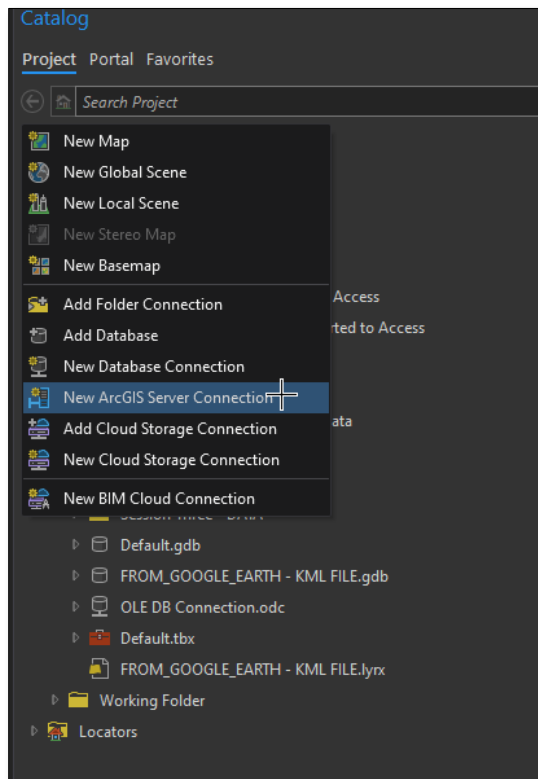 Catalog
Project Portal Favorites
Search Project
New Map
New Global Scene
New Local Scene
New Stereo Map
New Basemap
Add Folder Connection
Access
Add Database
rted to Access
New Database Connection
New ArcGIS Server Connection
Add Cloud Storage Connection
ata
New Cloud Storage Connection
New BIM Cloud Connection
Default.gdb
FROM_GOOGLE_EARTH - KML FILE.gdb
OLE DB Connection.odc
Default.tbx
FROM_GOOGLE_EARTH - KML FILE.lyrx
Working Folder
Locators